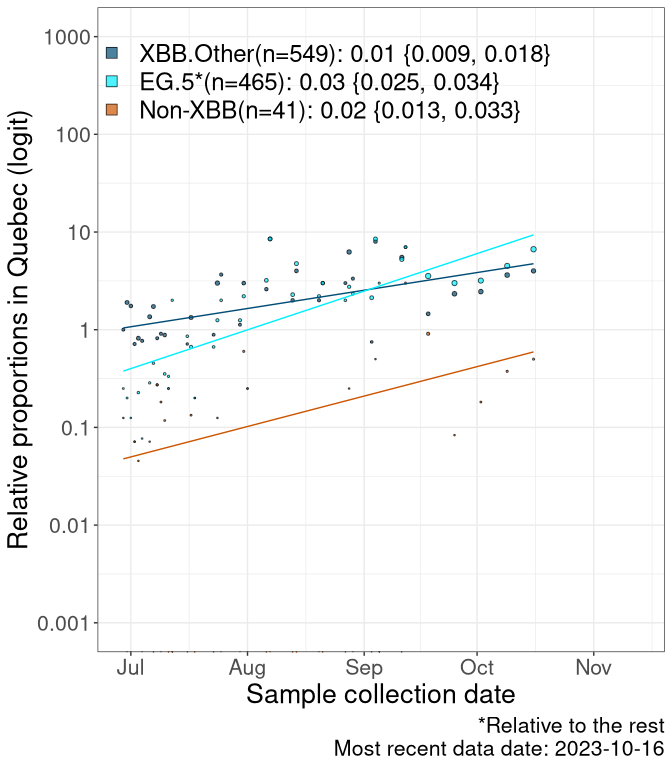 XBB.Other(n=549): 0.01 {0.009, 0.018}
EG.5*(n=465): 0.03 {0.025, 0.034}
Non-XBB(n=41): 0.02 {0.013, 0.033}
Relative proportions in Quebec (logit)
1000
100
10
1
0.1
0.01
0.001
Jul Aug Sep Oct Nov
Sample collection date
*Relative to the rest
Most recent data date: 2023-10-16